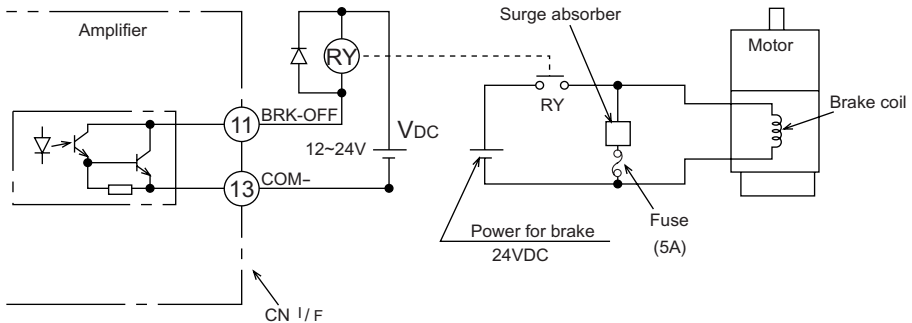 Amplifier
RY
11
BRK-OFF
VDC
12~24V
13
COM–
CN I/F
Surge absorber
RY
Motor
Brake coil
Fuse
(5A)
Power for brake
24VDC